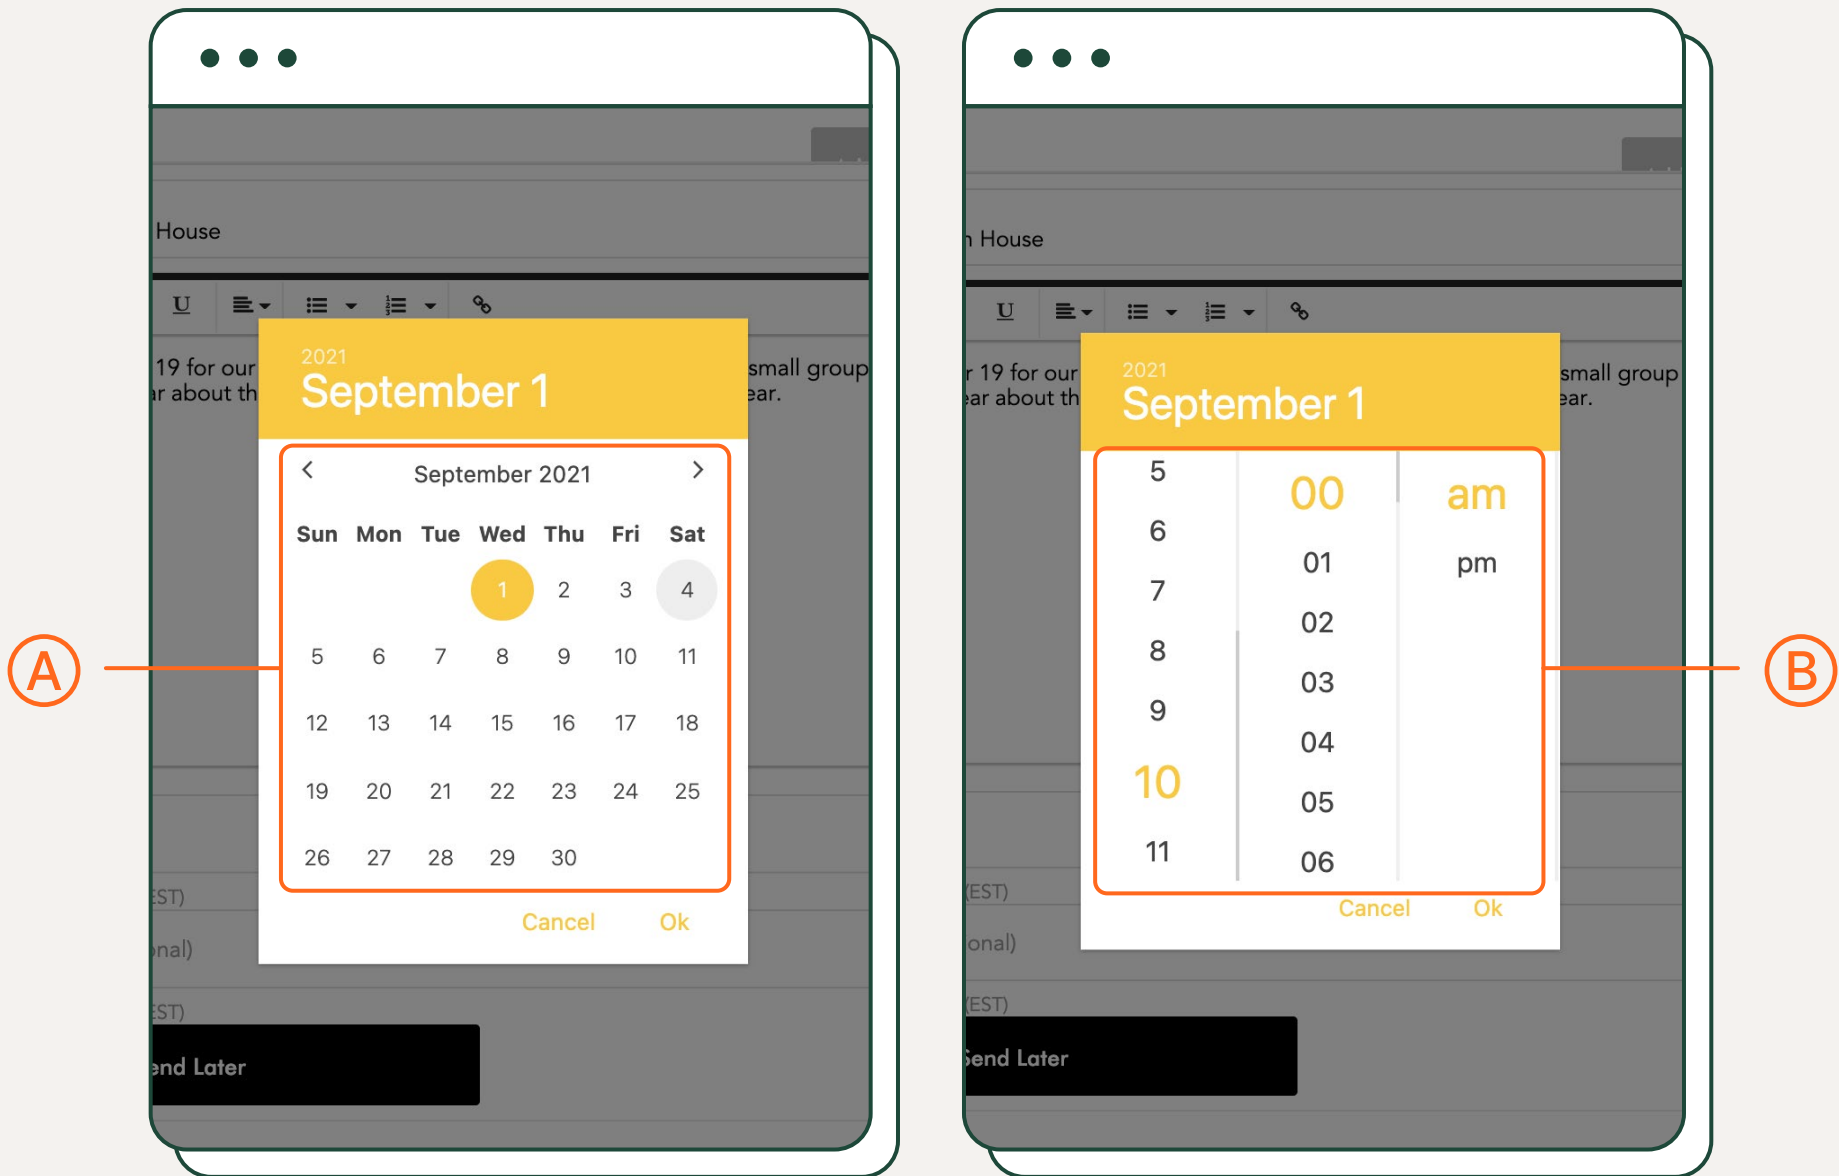 A
House
U
19 for our
small group
ar about th
ear.
2021
September 1
September 2021
Sun Mon Tue Wed Thu Fri Sat
1 2 3 4
5 6 7 8 9 10 11
12 13 14 15 16 17 18
19 20 21 22 23 24 25
26 27 28 29 30
Cancel Ok
EST)
onal)
EST)
end Later
House
U
r 19 for our
small group
ear about th
ear.
2021
September 1
5
6
7
8
9
10
11
00
01
02
03
04
05
06
am
pm
Cancel Ok
(EST)
onal)
(EST)
Send Later
B